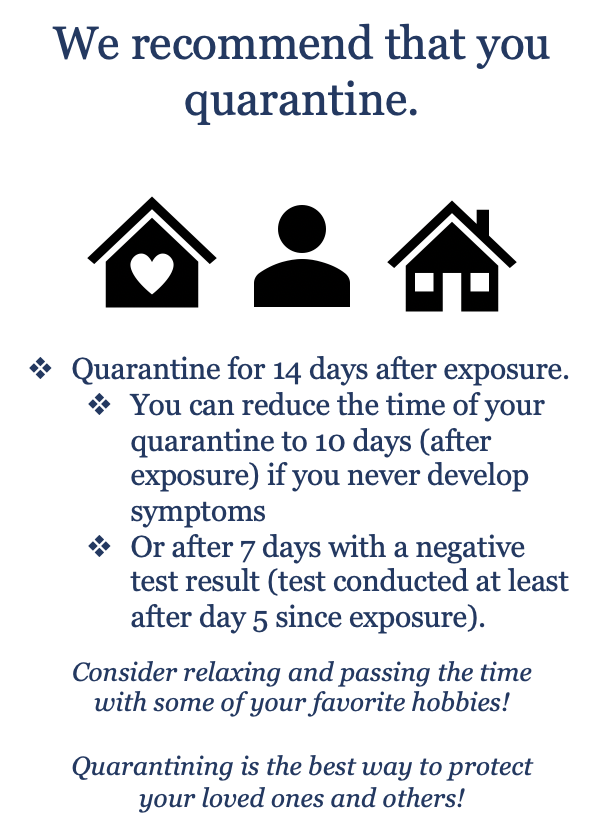 We recommend that you
quarantine.
❖ Quarantine for 14 days after exposure.
❖ You can reduce the time of your
quarantine to 10 days (after
exposure) if you never develop
symptoms
❖ Or after 7 days with a negative
test result (test conducted at least
after day 5 since exposure).
Consider relaxing and passing the time
with some of your favorite hobbies!
Quarantining is the best way to protect
your loved ones and others!